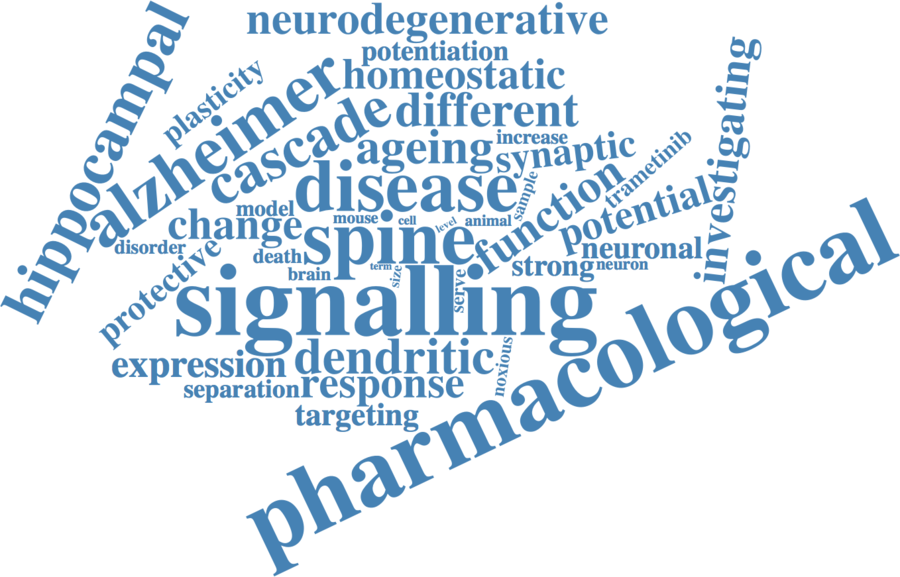 neurodegenerative
potentiation
homeostatic
hippocampal
plasticity
alzheimer
cascade
different
increase
ageing
synaptic
investigating
trametinib
disease
sample
function
potential
model
mouse
cell
level
animal
change
spine
disorder
death
neuronal
protective
brain
term
size
serve
strong
neuron
signalling
pharmacological
expression
dendritic
noxious
separation
response
targeting